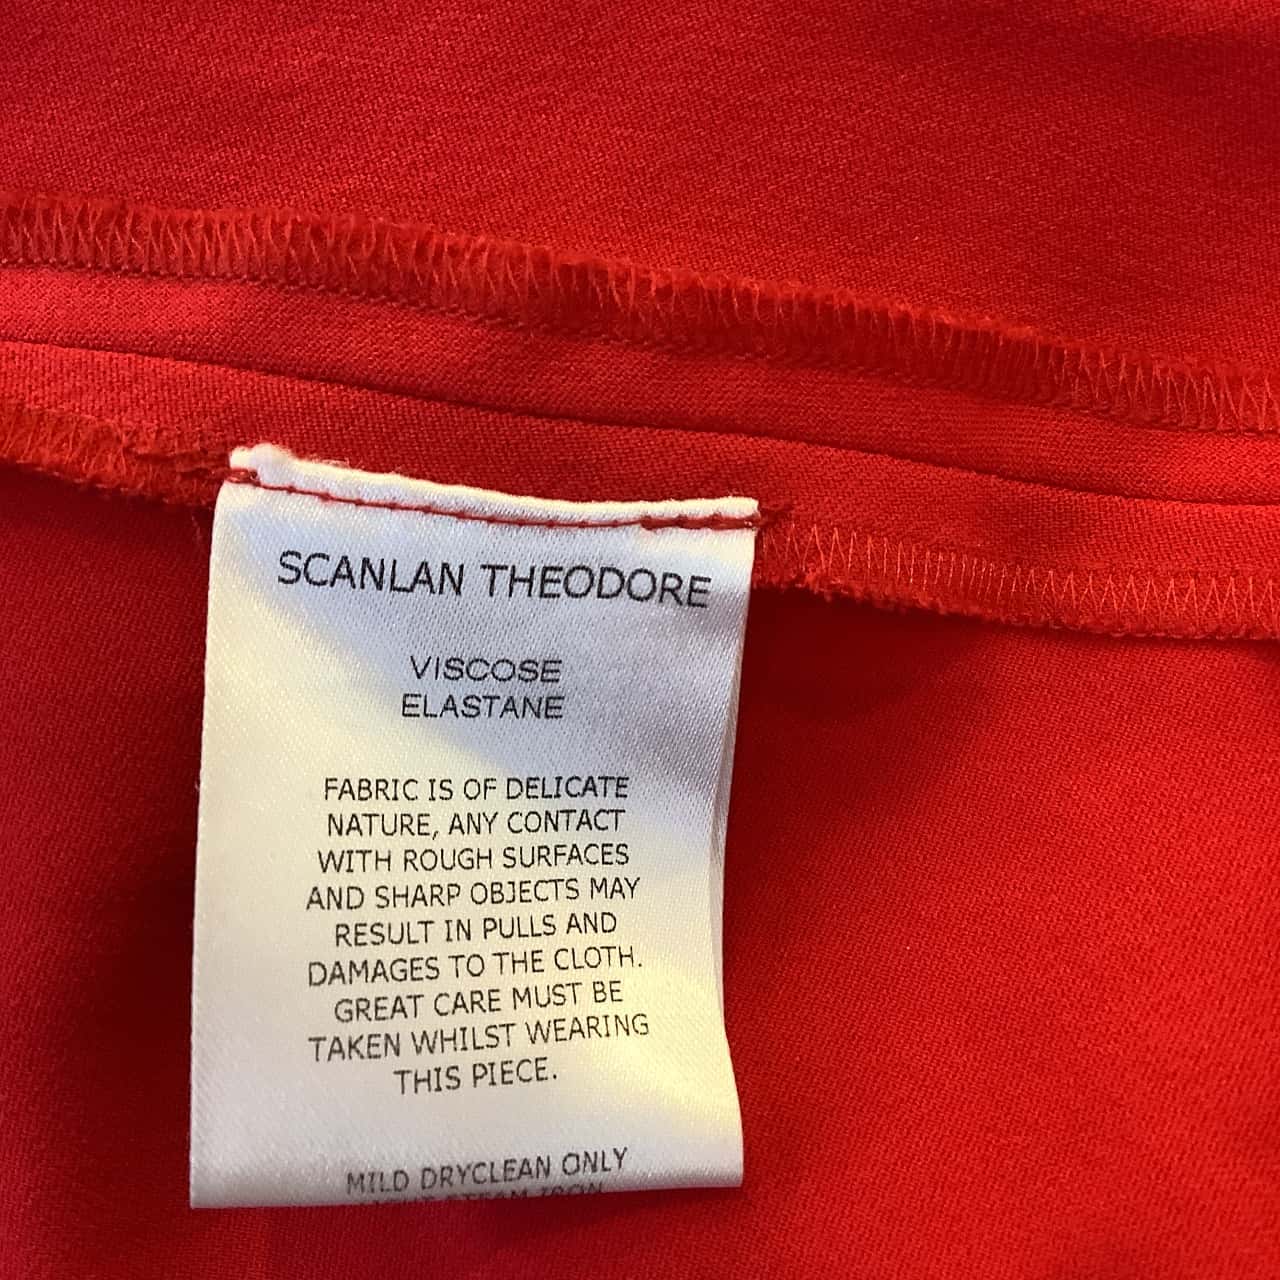 SCANLAN THEODORE
VISCOSE
ELASTANE
FABRIC IS OF DELICATE
NATURE, ANY CONTACT
WITH ROUGH SURFACES
AND SHARP OBJECTS MAY
RESULT IN PULLS AND
DAMAGES TO THE CLOTH.
GREAT CARE MUST BE
TAKEN WHILST WEARING
THIS PIECE.
MILD DRYCLEAN ONLY
STEAM IRON